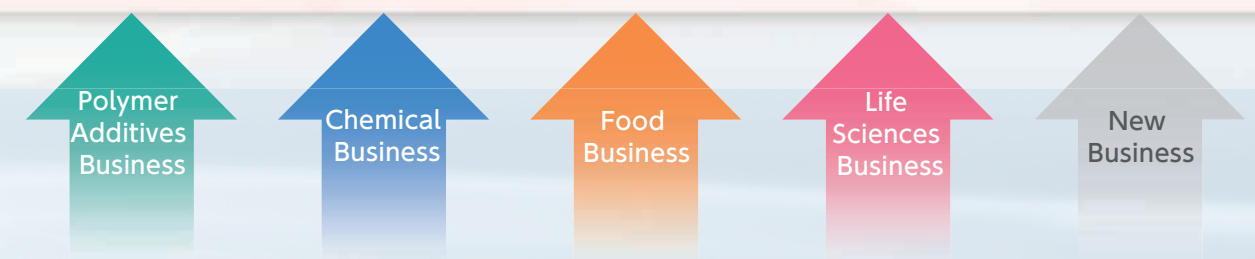 Polymer
Additives
Business
Chemical
Business
Food
Business
Life
Sciences
Business
New
Business